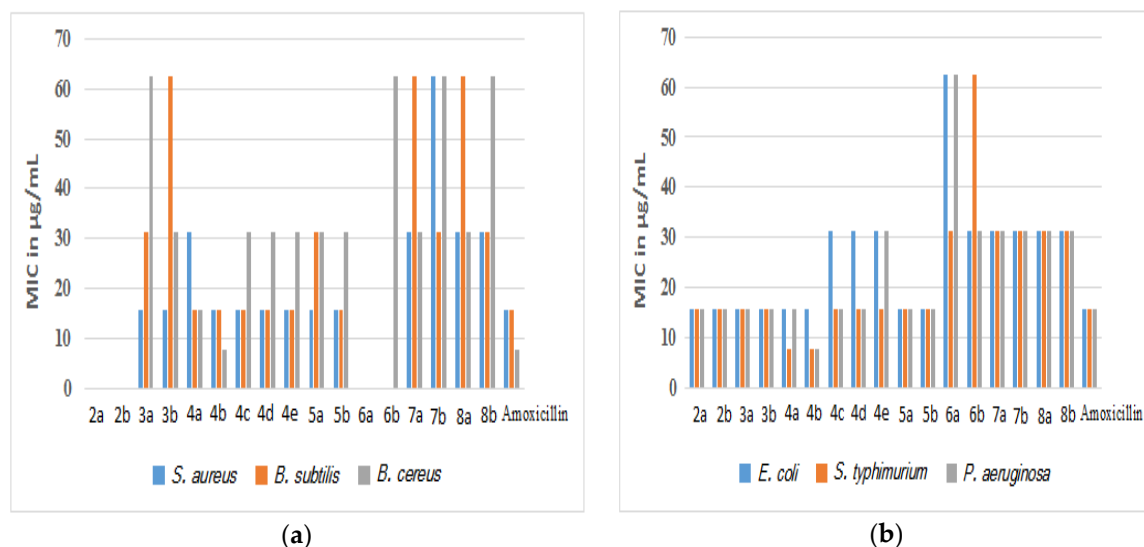 70
60
50
40
30
20
10
0
MIC in µg/mL
2a 2b 3a 3b 4a 4b 4c 4d 4e 5a 5b 6a 6b 7a 7b 8a 8b Amoxicillin
S. aureus B. subtilis B. cereus
(a)
70
60
50
40
30
20
10
0
MIC in µg/mL
2a 2b 3a 3b 4a 4b 4c 4d 4e 5a 5b 6a 6b 7a 7b 8a 8b Amoxicillin
E. coli S. typhimurium P. aeruginosa
(b)